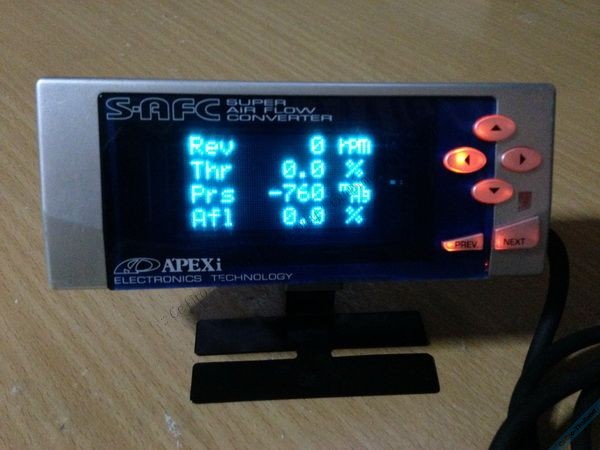 S-AFC SUPER AIR FLOW CONVERTER
Rev 0 rpm
Thr 0.0 %
Prs -760 mmHg
Afl 0.0 %
APEXi
ELECTRONICS TECHNOLOGY
PREV
NEXT